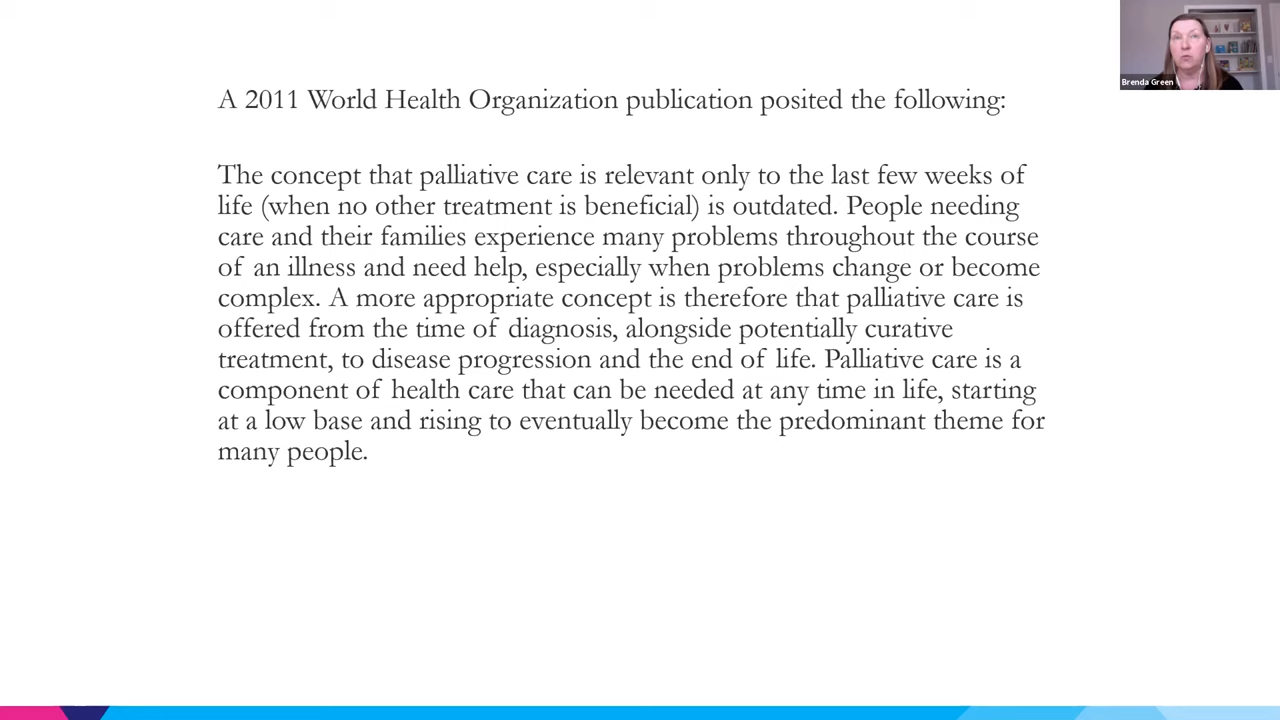 A 2011 World Health Organization publication posited the following:
The concept that palliative care is relevant only to the last few weeks of
life (when no other treatment is beneficial) is outdated. People needing
care and their families experience many problems throughout the course
of an illness and need help, especially when problems change or become
complex. A more appropriate concept is therefore that palliative care is
offered from the time of diagnosis, alongside potentially curative
treatment, to disease progression and the end of life. Palliative care is a
component of health care that can be needed at any time in life, starting
at a low base and rising to eventually become the predominant theme for
many people.
Brenda Green